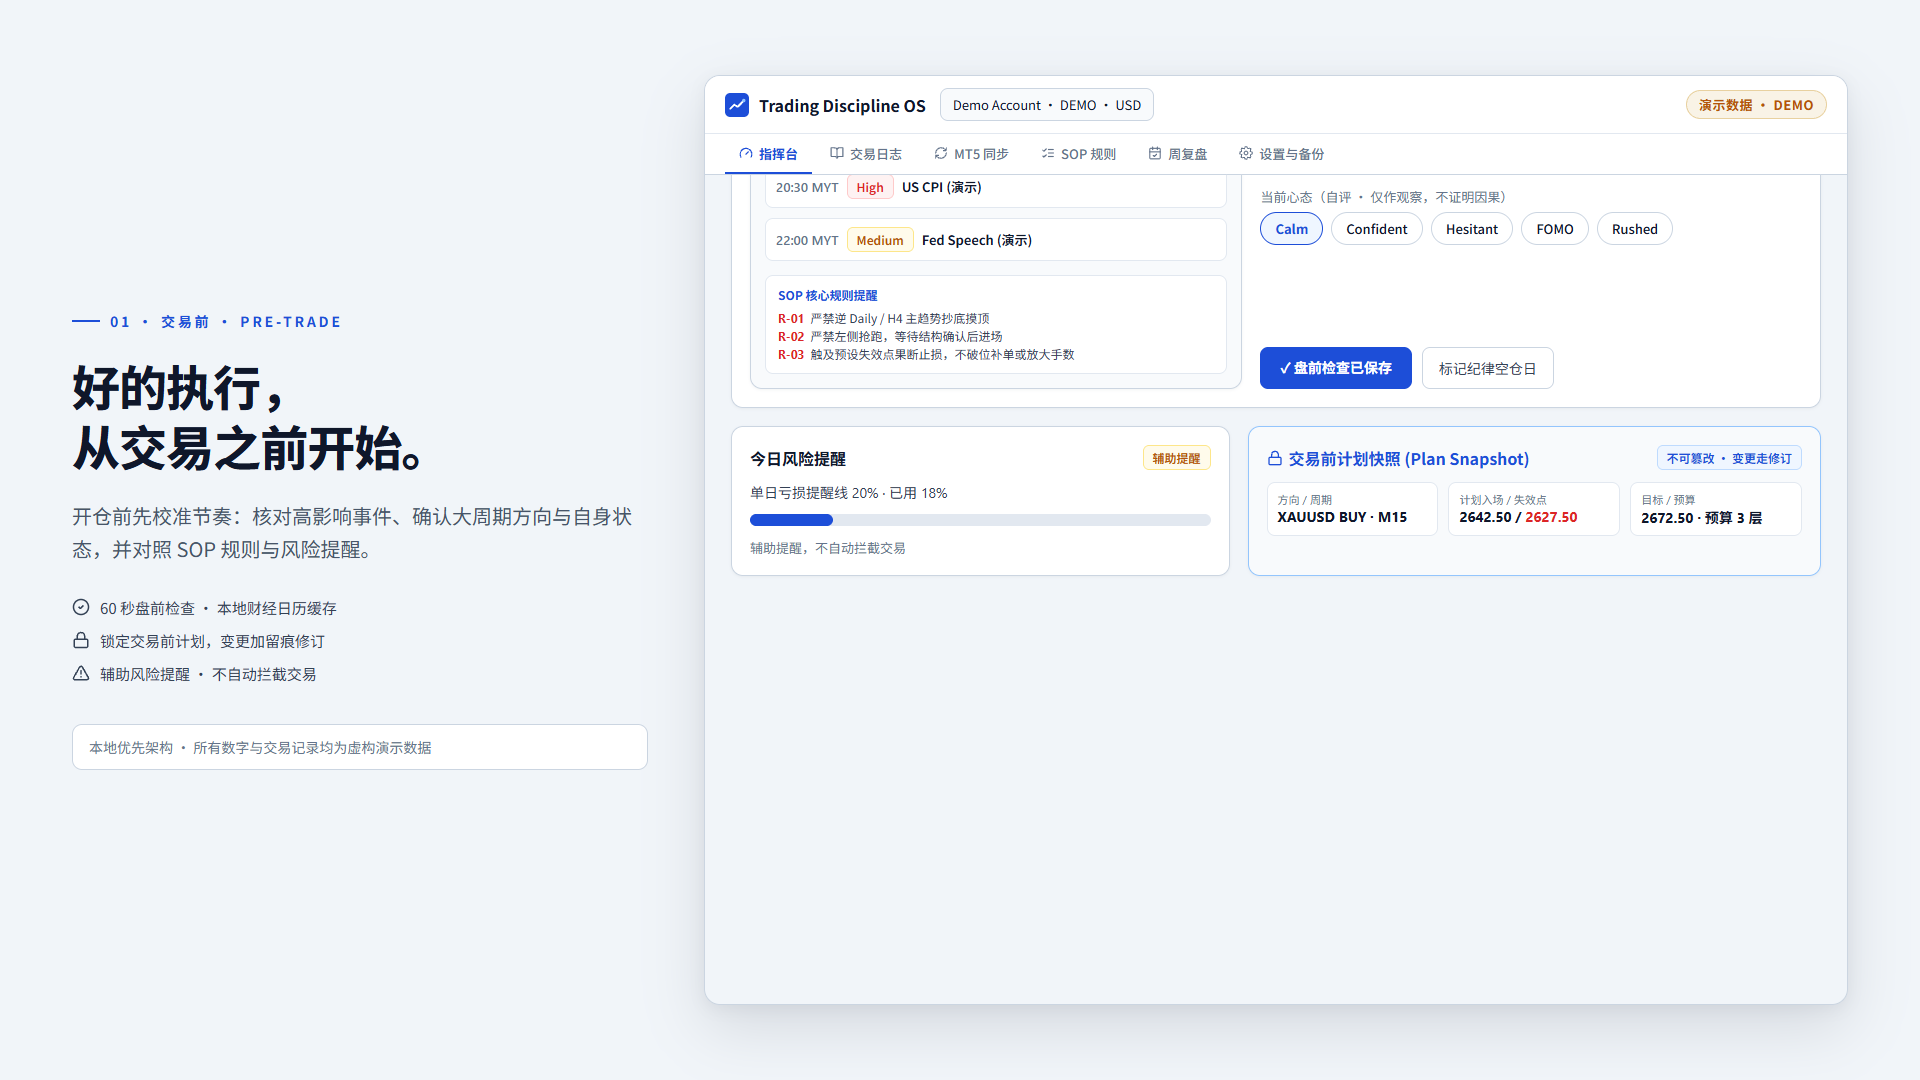 01 • 交易前 • PRE-TRADE
好的执行，
从交易之前开始。
开仓前先校准节奏：核对高影响事件、确认大周期方向与自身状
态，并对照 SOP 规则与风险提醒。
60 秒盘前检查 • 本地财经日历缓存
锁定交易前计划，变更加留痕修订
辅助风险提醒 • 不自动拦截交易
本地优先架构 • 所有数字与交易记录均为虚构演示数据
Trading Discipline OS
Demo Account • DEMO • USD
演示数据 • DEMO
指挥台
交易日志
MT5 同步
SOP 规则
周复盘
设置与备份
20:30 MYT High US CPI (演示)
22:00 MYT Medium Fed Speech (演示)
SOP 核心规则提醒
R-01 严禁逆 Daily / H4 主趋势抄底摸顶
R-02 严禁左侧抢跑，等待结构确认后进场
R-03 触及预设失效点果断止损，不破位补单或放大手数
当前心态（自评 • 仅作观察，不证明因果）
Calm
Confident
Hesitant
FOMO
Rushed
✓ 盘前检查已保存
标记纪律空仓日
今日风险提醒
辅助提醒
单日亏损提醒线 20% · 已用 18%
辅助提醒，不自动拦截交易
交易前计划快照 (Plan Snapshot)
不可篡改 • 变更走修订
方向 / 周期
XAUUSD BUY · M15
计划入场 / 失效点
2642.50 / 2627.50
目标 / 预算
2672.50 · 预算 3 层